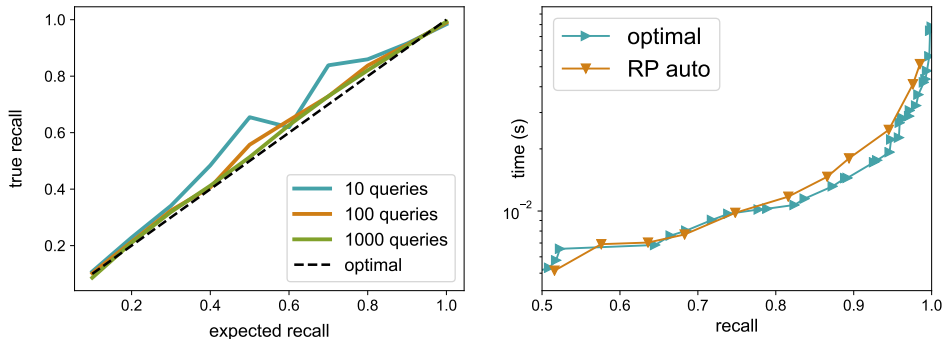 1.0
0.8
0.6
0.4
0.2
true recall
0.2
0.4
0.6
0.8
1.0
expected recall
10 queries
100 queries
1000 queries
optimal
time (s)
10⁻²
0.5
0.6
0.7
0.8
0.9
1.0
recall
optimal
RP auto